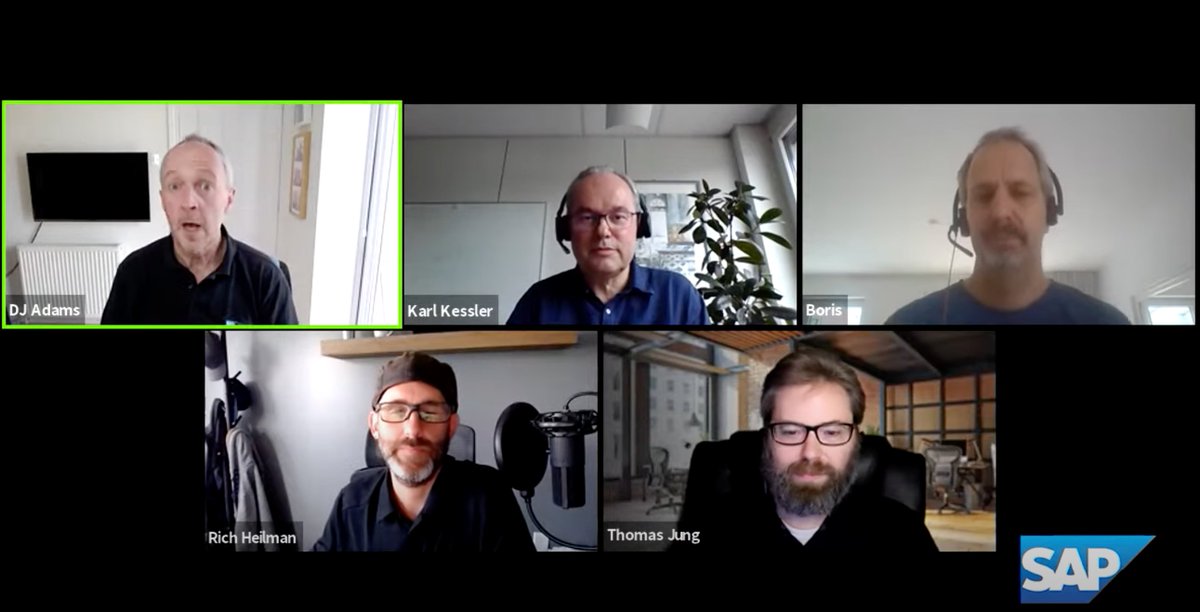 DJ Adams
Karl Kessler
Boris
Rich Heilman
Thomas Jung
SAP